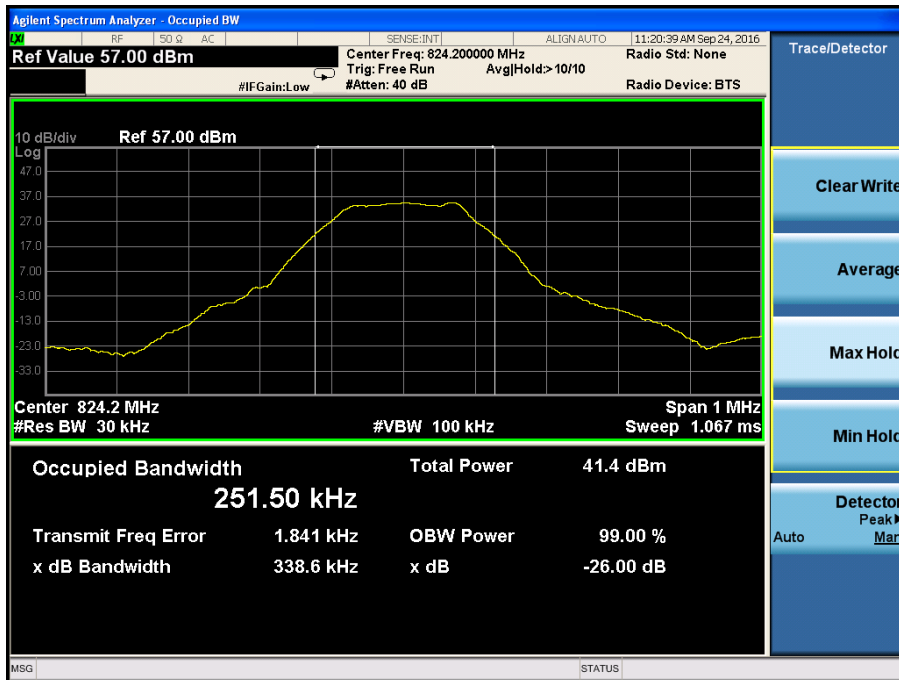 Agilent Spectrum Analyzer - Occupied BW
LXI RF 50 Ω AC SENSE:INT ALIGN AUTO 11:20:39 AM Sep 24, 2016
Ref Value 57.00 dBm
Center Freq: 824.200000 MHz
Radio Std: None
Trig: Free Run Avg|Hold:> 10/10
#IFGain:Low
#Atten: 40 dB
Radio Device: BTS
10 dB/div Ref 57.00 dBm
Log
47.0
37.0
27.0
17.0
7.00
-3.00
-13.0
-23.0
-33.0
Center 824.2 MHz Span 1 MHz
#Res BW 30 kHz #VBW 100 kHz Sweep 1.067 ms
Occupied Bandwidth Total Power 41.4 dBm
251.50 kHz
Transmit Freq Error 1.841 kHz OBW Power 99.00 %
x dB Bandwidth 338.6 kHz x dB -26.00 dB
MSG STATUS
Trace/Detector
Clear Write
Average
Max Hold
Min Hold
Detector
Peak
Auto Man